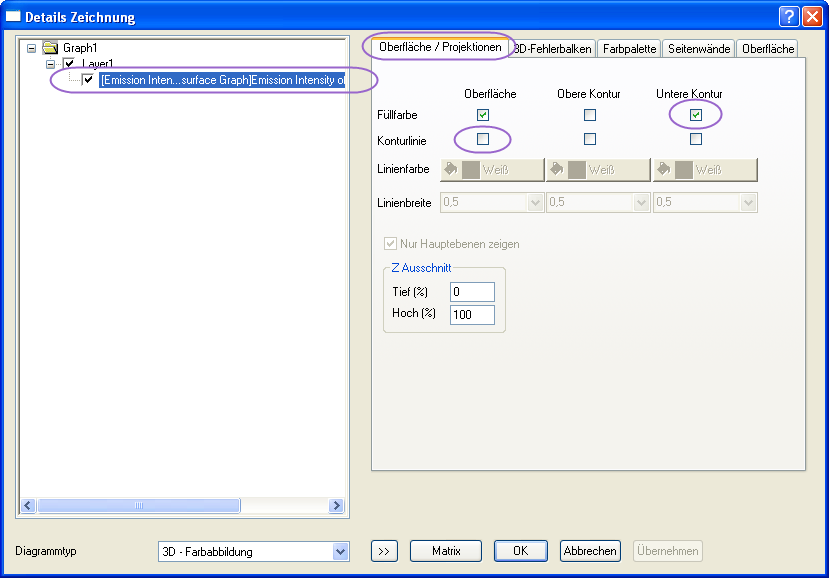 Details Zeichnung
Graph1
Layer1
[Emission Inten...surface Graph]Emission Intensity of
Oberfläche / Projektionen
3D-Fehlerbalken
Farbpalette
Seitenwände
Oberfläche
Oberfläche
Obere Kontur
Untere Kontur
Füllfarbe
Konturlinie
Linienfarbe
Weiß
Weiß
Weiß
Linienbreite
0,5
0,5
0,5
Nur Hauptebenen zeigen
Z Ausschnitt
Tief (%)
0
Hoch (%)
100
Diagrammtyp
3D - Farbabbildung
>>
Matrix
OK
Abbrechen
Übernehmen